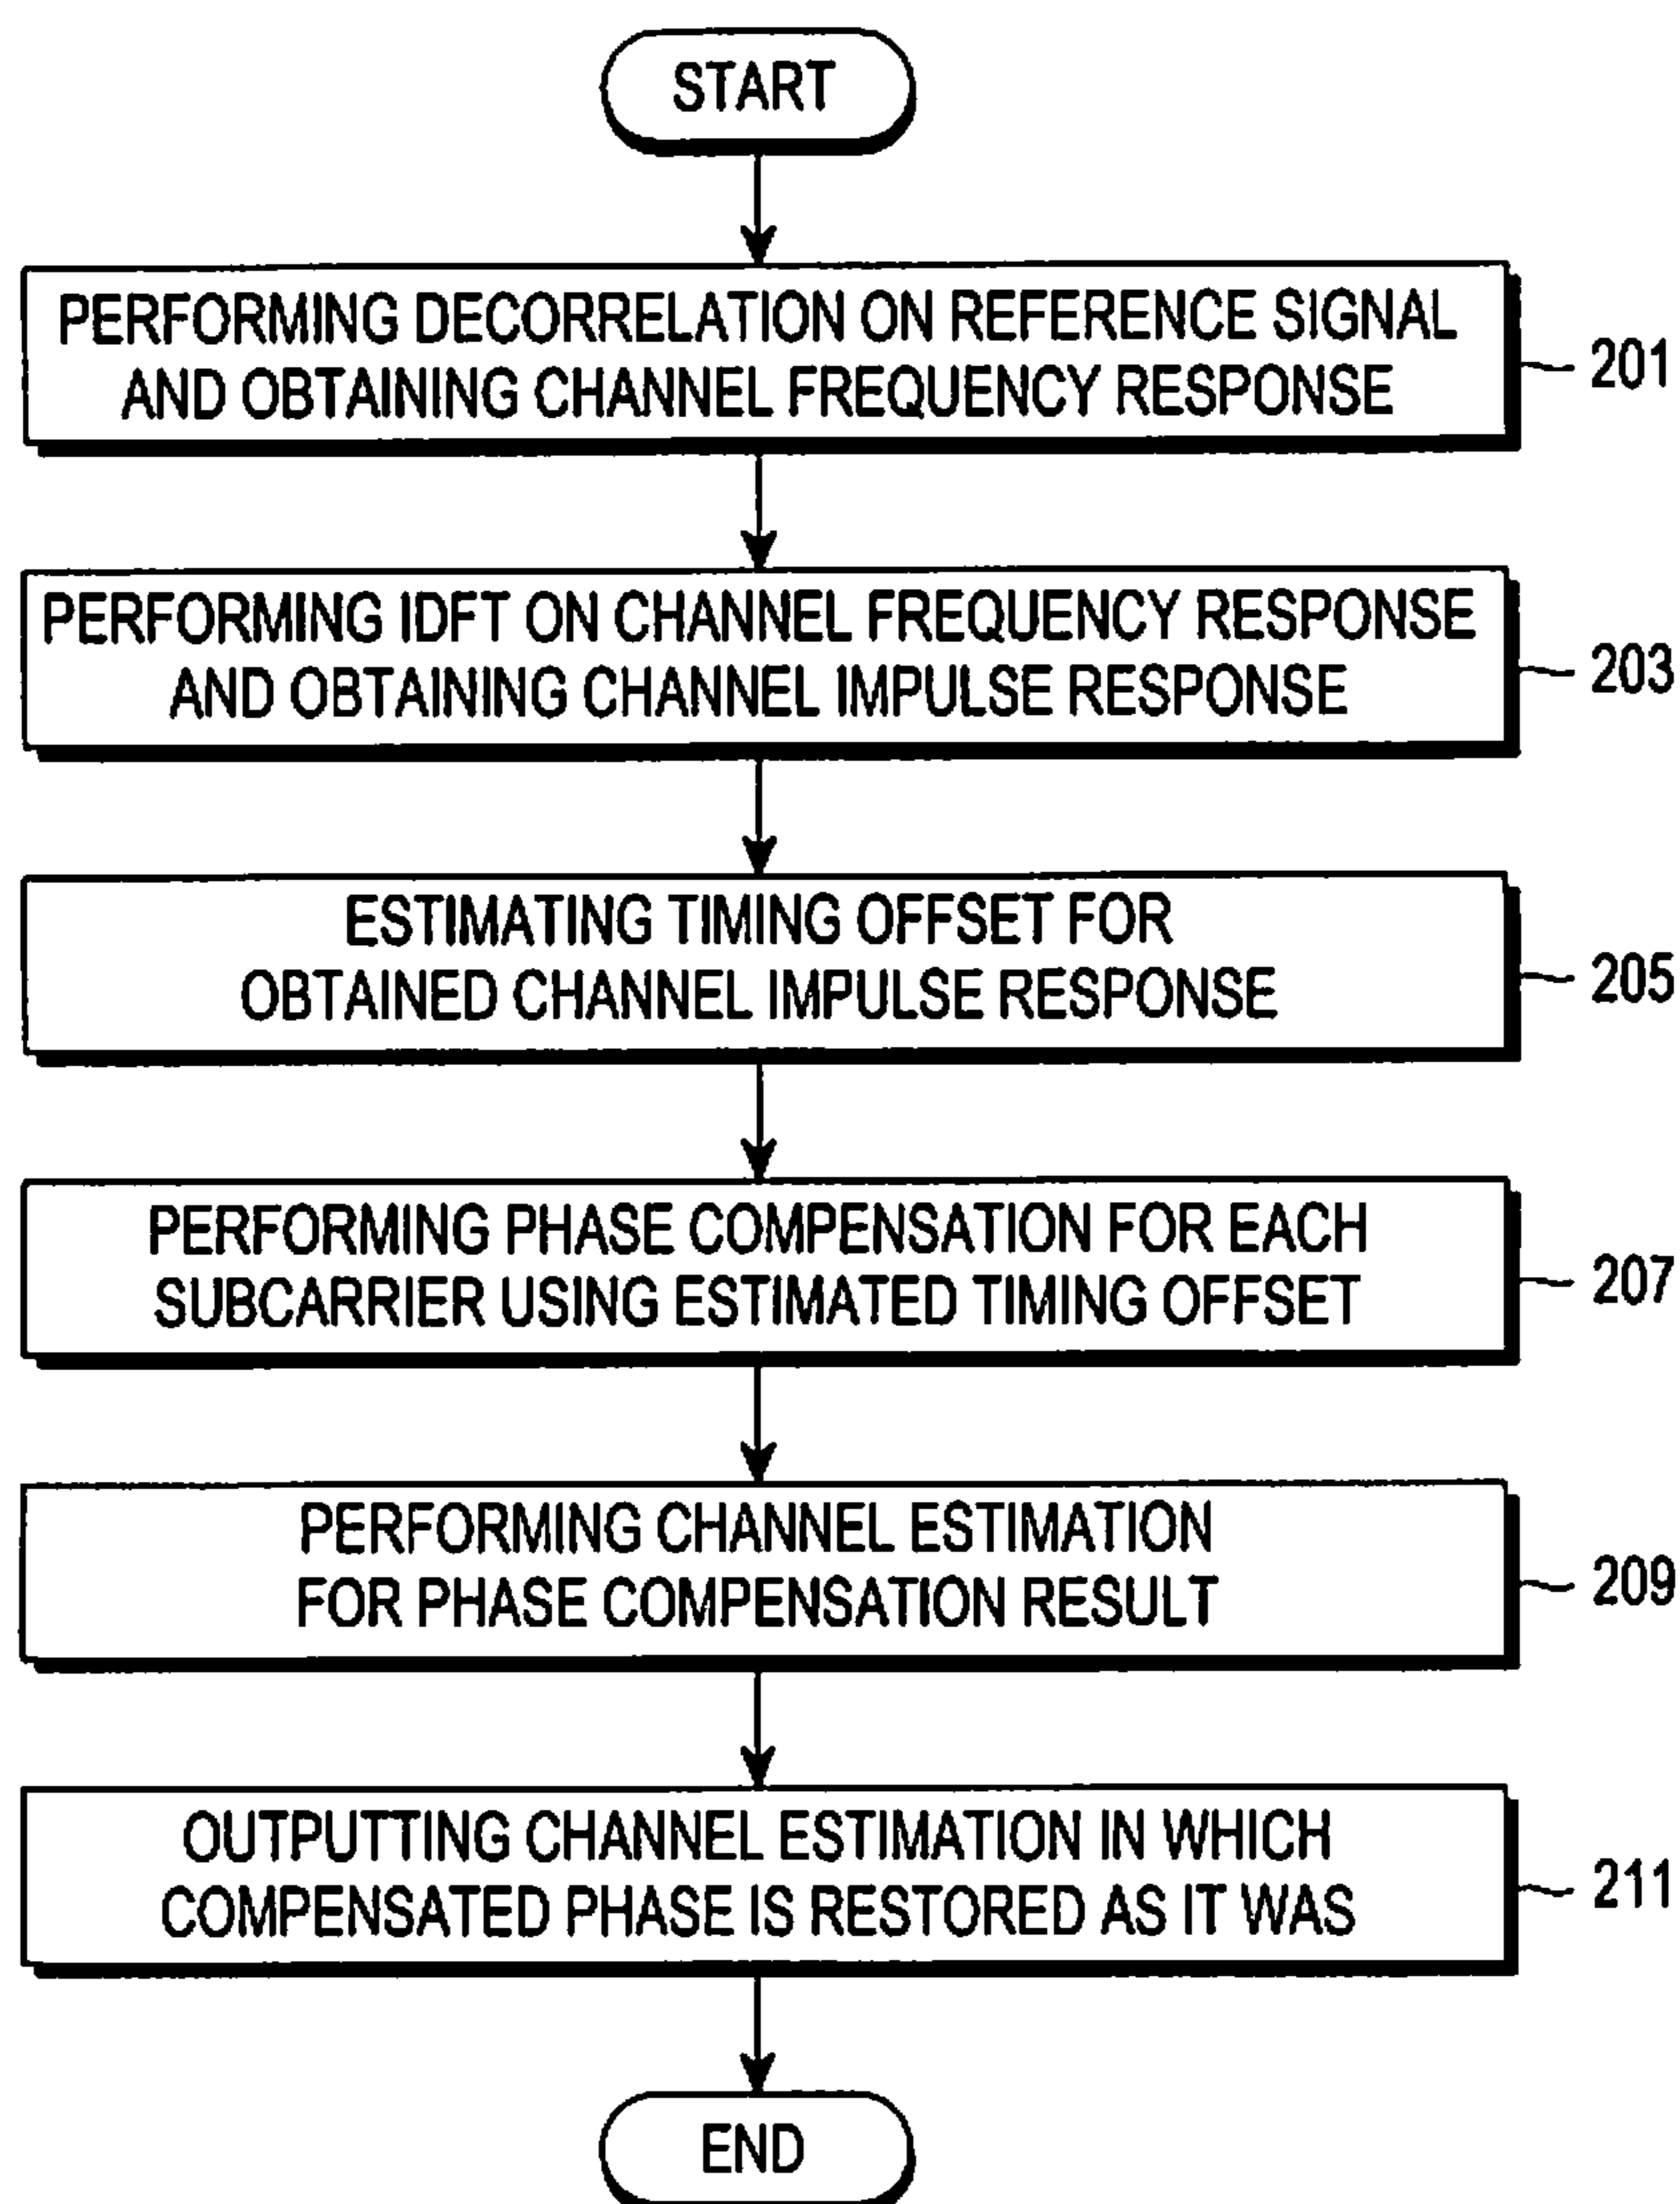 START
PERFORMING DECORRELATION ON REFERENCE SIGNAL
AND OBTAINING CHANNEL FREQUENCY RESPONSE
201
PERFORMING IDFT ON CHANNEL FREQUENCY RESPONSE
AND OBTAINING CHANNEL IMPULSE RESPONSE
203
ESTIMATING TIMING OFFSET FOR
OBTAINED CHANNEL IMPULSE RESPONSE
205
PERFORMING PHASE COMPENSATION FOR EACH
SUBCARRIER USING ESTIMATED TIMING OFFSET
207
PERFORMING CHANNEL ESTIMATION
FOR PHASE COMPENSATION RESULT
209
OUTPUTTING CHANNEL ESTIMATION IN WHICH
COMPENSATED PHASE IS RESTORED AS IT WAS
211
END